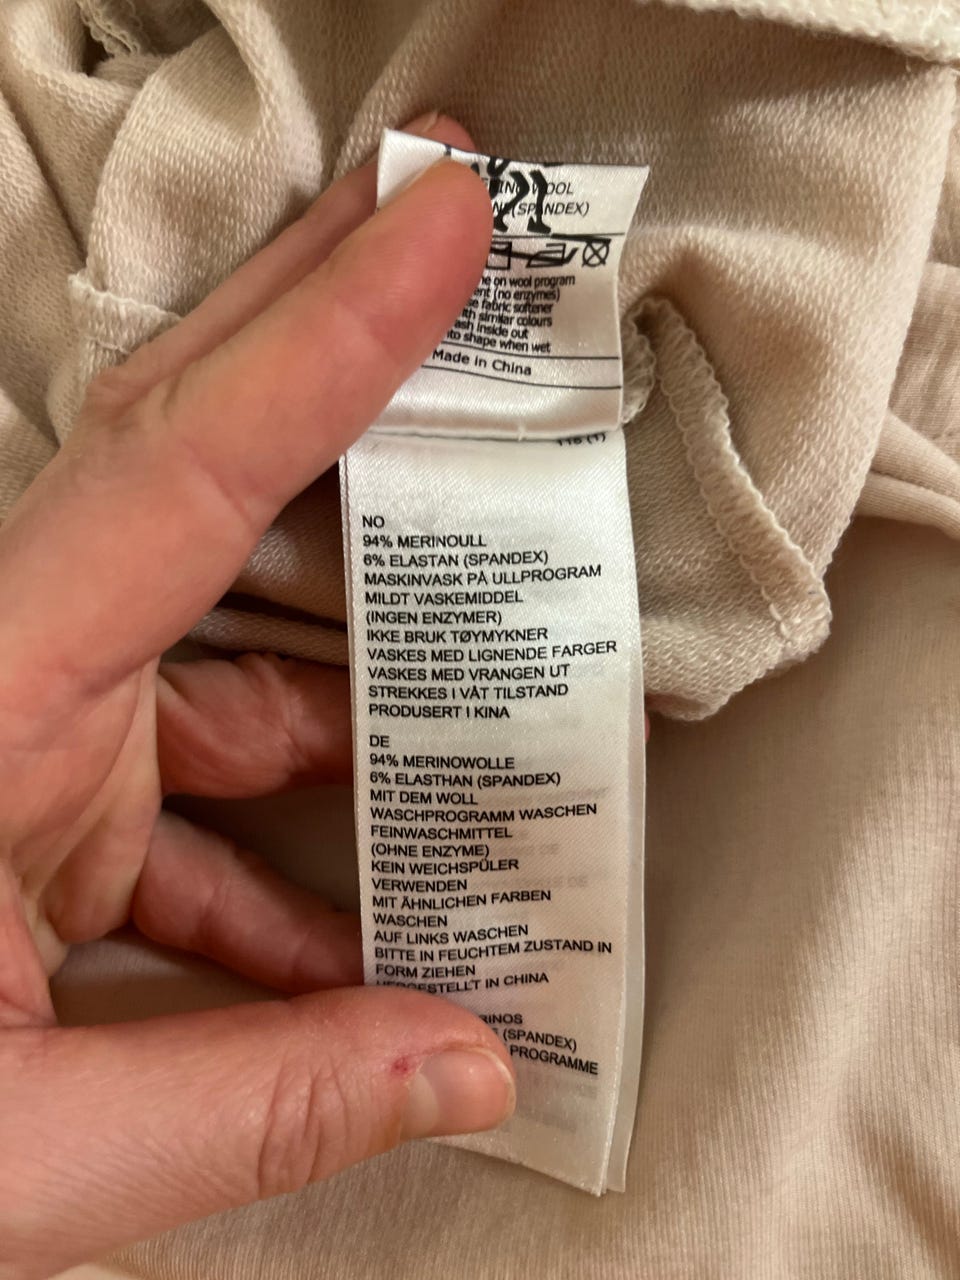 WOOL
(SPANDEX)
on wool program
(no enzymes)
fabric softener
similar colours
inside out
to shape when wet
Made in China
NO
94% MERINOULL
6% ELASTAN (SPANDEX)
MASKINVASK PÅ ULLPROGRAM
MILDT VASKEMIDDEL
(INGEN ENZYMER)
IKKE BRUK TØYMYKNER
VASKES MED LIGNENDE FARGER
VASKES MED VRANGEN UT
STREKKES I VÅT TILSTAND
PRODUSERT I KINA
DE
94% MERINOWOLLE
6% ELASTHAN (SPANDEX)
MIT DEM WOLL
WASCHPROGRAMM WASCHEN
FEINWASCHMITTEL
(OHNE ENZYME)
KEIN WEICHSPÜLER
VERWENDEN
MIT ÄHNLICHEN FARBEN
WASCHEN
AUF LINKS WASCHEN
BITTE IN FEUCHTEM ZUSTAND IN
FORM ZIEHEN
HERGESTELLT IN CHINA
(SPANDEX)
PROGRAMME